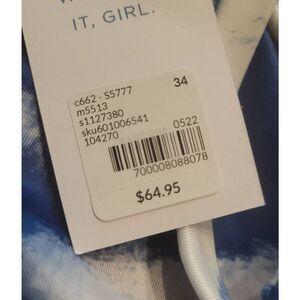 IT, GIRL.
c662 - S5777 34
m5513
s1127380
sku601006541
104270 0522
700008088078
$64.95